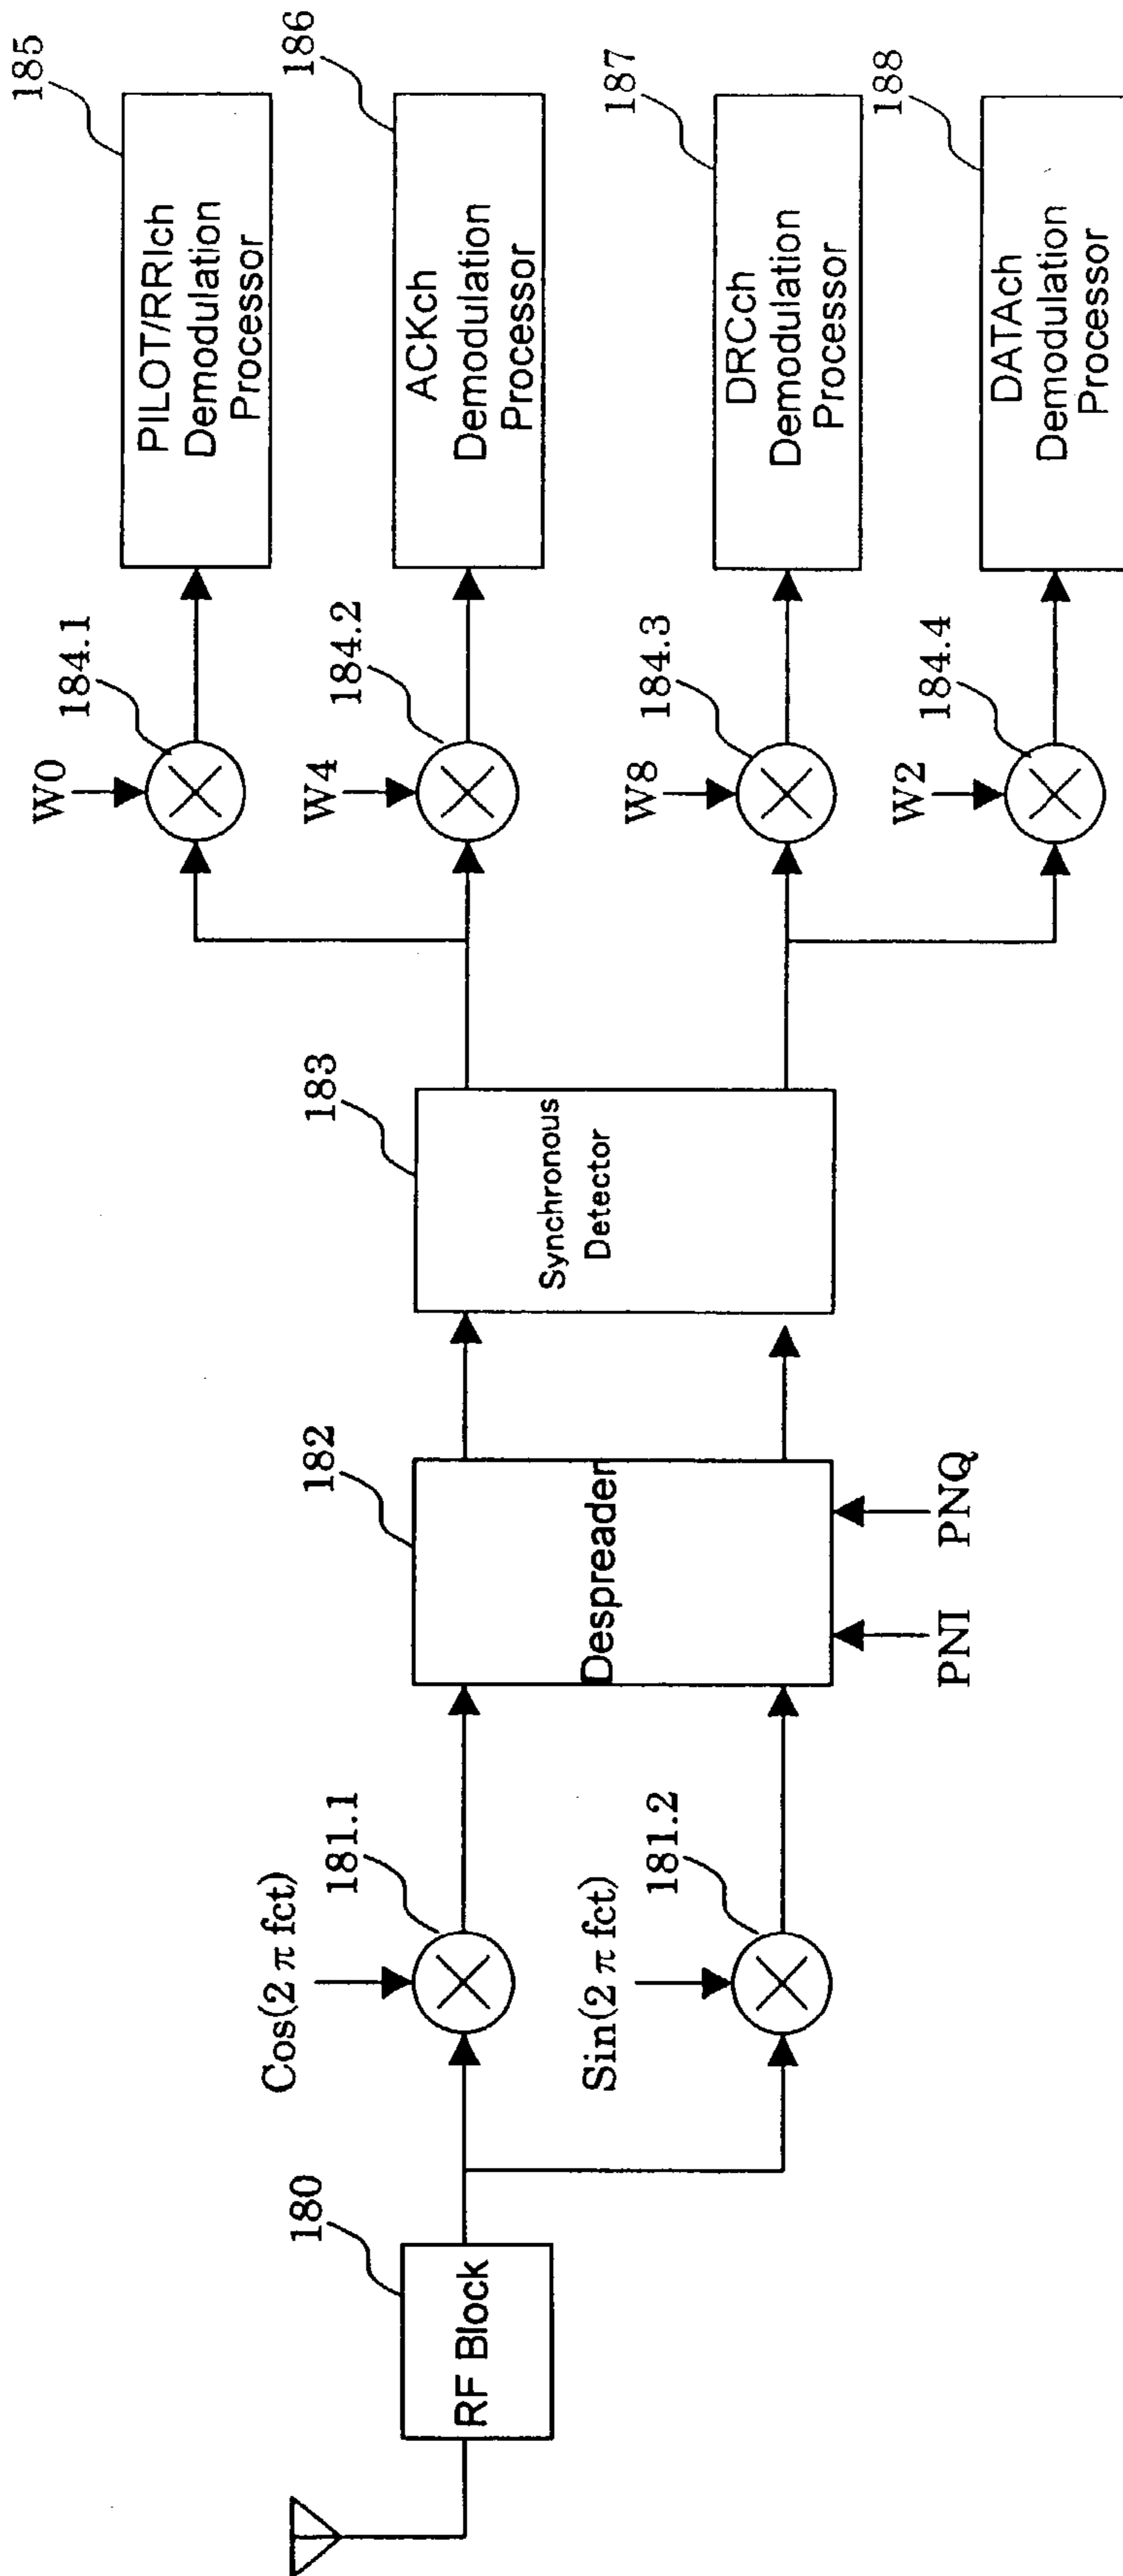 185
PILOT/RRIch
Demodulation
Processor
186
ACKch
Demodulation
Processor
187
DRCch
Demodulation
Processor
188
DATAch
Demodulation
Processor
184.1
W0
184.2
W4
184.3
W8
184.4
W2
183
Synchronous
Detector
182
Despreader
PNI
PNQ
Cos(2 π fct)
181.1
Sin(2 π fct)
181.2
180
RF Block